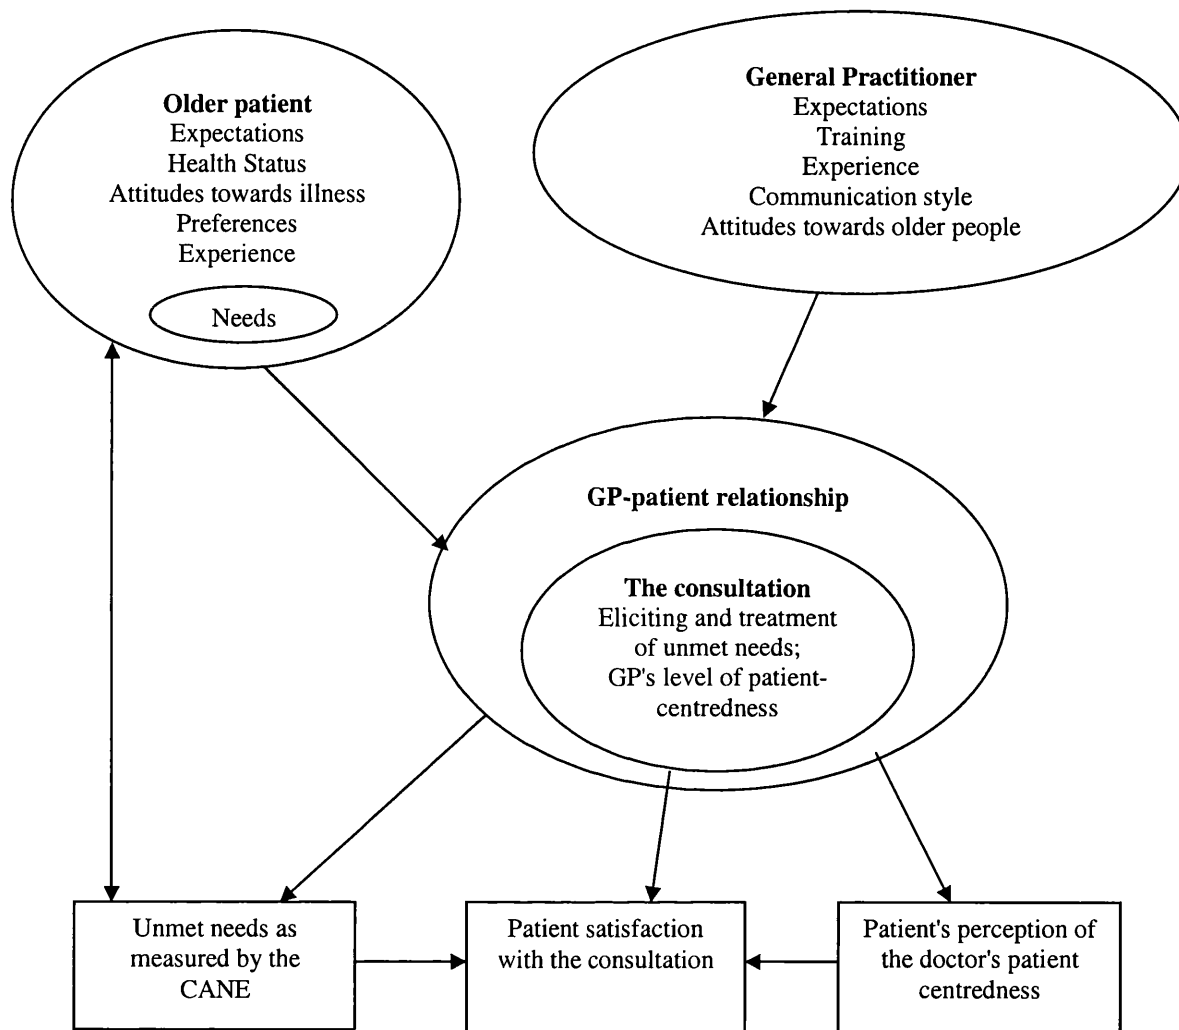 Older patient
Expectations
Health Status
Attitudes towards illness
Preferences
Experience
Needs
General Practitioner
Expectations
Training
Experience
Communication style
Attitudes towards older people
GP-patient relationship
The consultation
Eliciting and treatment
of unmet needs;
GP's level of patient-
centredness
Unmet needs as
measured by the
CANE
Patient satisfaction
with the consultation
Patient's perception of
the doctor's patient
centredness